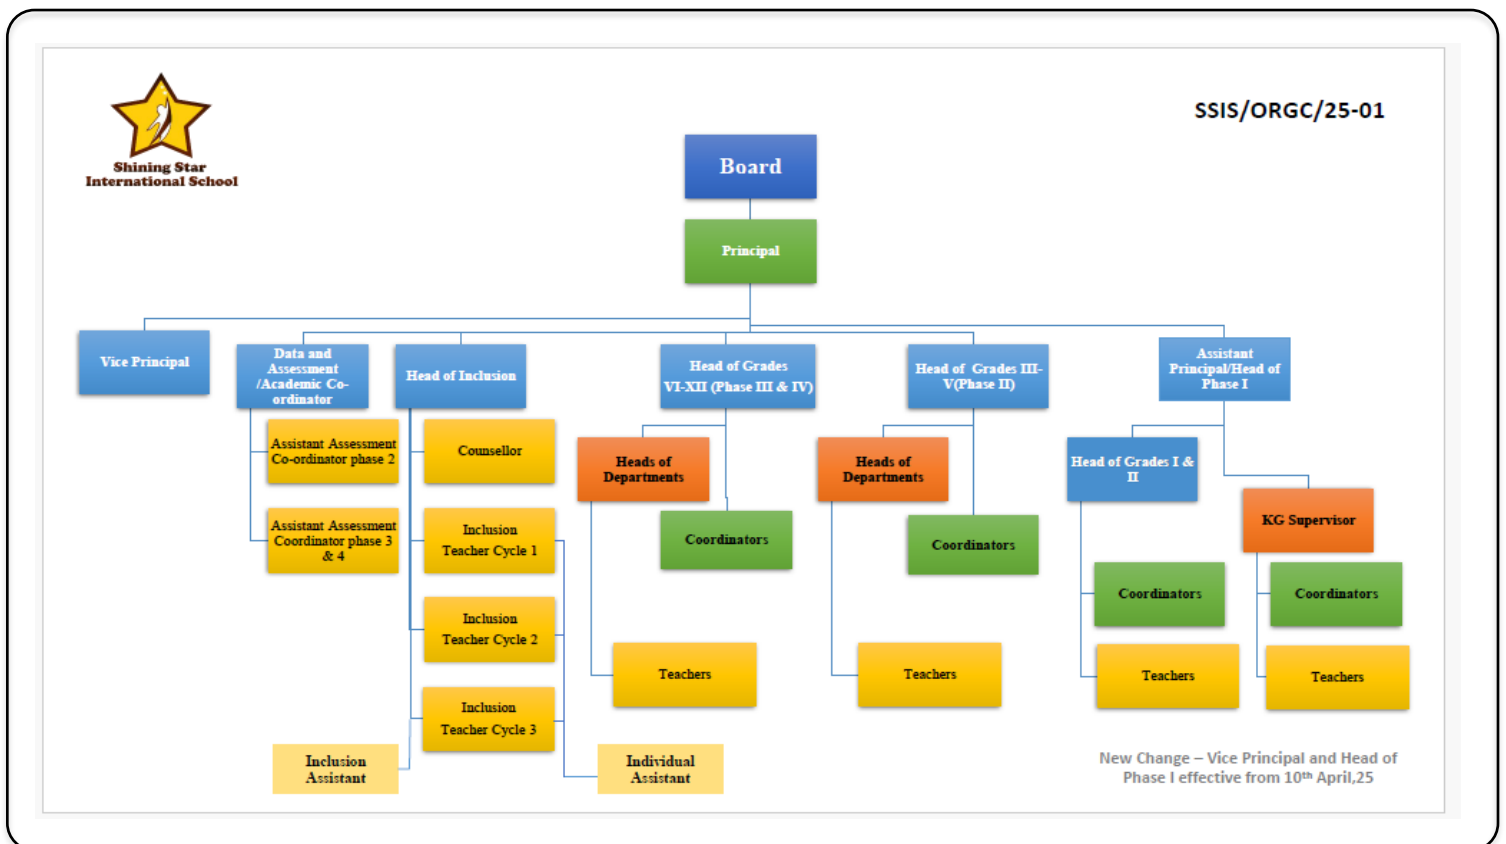 Shining Star
International School
SSIS/ORGC/25-01
Board
Principal
Vice Principal
Data and
Assessment
/Academic Co-
ordinator
Head of Inclusion
Head of Grades
VI-XII (Phase III & IV)
Head of Grades III-
V(Phase II)
Assistant
Principal/Head of
Phase I
Assistant Assessment
Co-ordinator phase 2
Assistant Assessment
Coordinator phase 3
& 4
Counsellor
Inclusion
Teacher Cycle 1
Inclusion
Teacher Cycle 2
Inclusion
Teacher Cycle 3
Inclusion
Assistant
Individual
Assistant
Heads of
Departments
Coordinators
Teachers
Heads of
Departments
Coordinators
Teachers
Head of Grades I &
II
Coordinators
Teachers
KG Supervisor
Coordinators
Teachers
New Change – Vice Principal and Head of
Phase I effective from 10th April,25